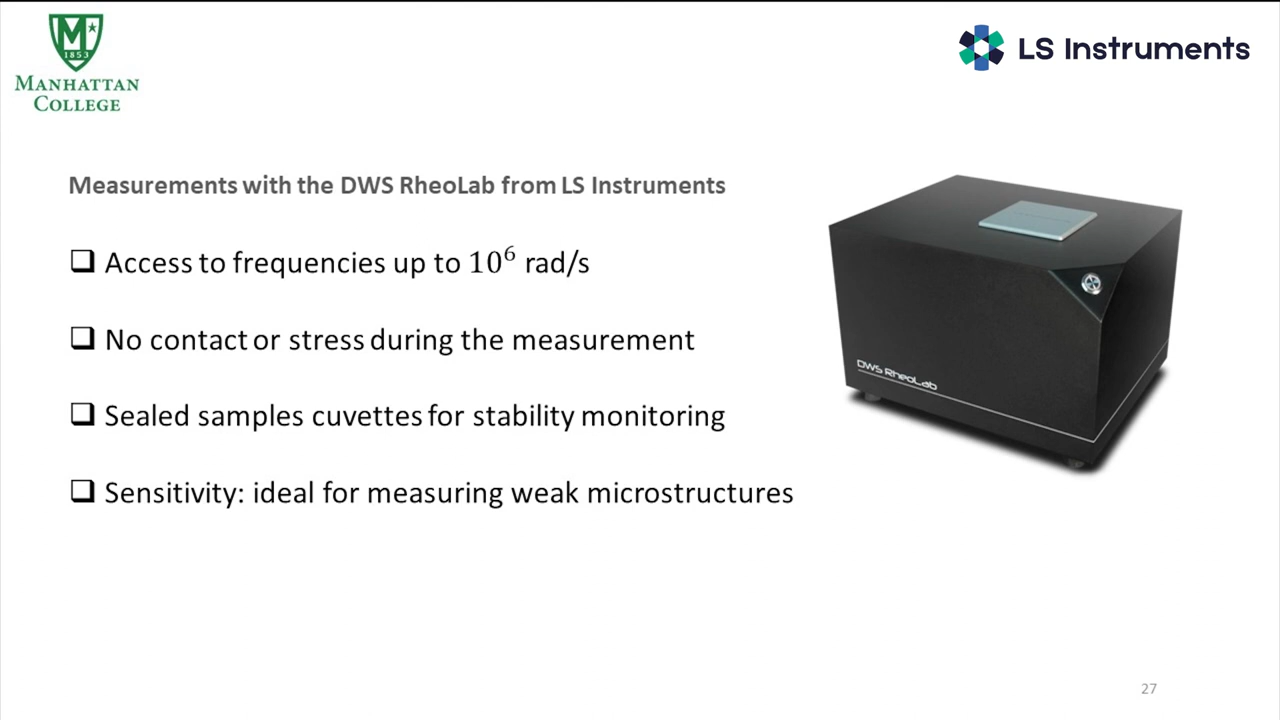 M
1853
MANHATTAN
COLLEGE
LS Instruments
Measurements with the DWS RheoLab from LS Instruments
❑ Access to frequencies up to 10⁶ rad/s
❑ No contact or stress during the measurement
❑ Sealed samples cuvettes for stability monitoring
❑ Sensitivity: ideal for measuring weak microstructures
DWS RheoLab
27